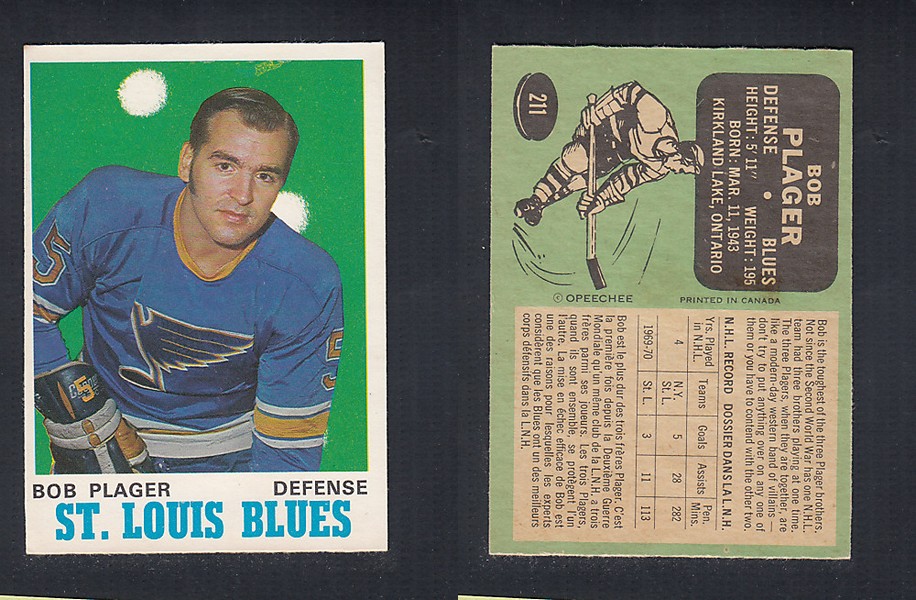 5
5
5
BOB PLAGER DEFENSE
ST. LOUIS BLUES
211
BOB
PLAGER
DEFENSE • BLUES
HEIGHT: 5' 11" WEIGHT: 195
BORN: MAR. 11, 1943
KIRKLAND LAKE, ONTARIO
© OPEECHEE PRINTED IN CANADA
Bob is the toughest of the three Plager brothers.
Not since the Second World War has one N.H.L.
team had three brothers playing at one time.
The three Plagers, when they are together, are
like a modern-day western band of villains —
don't try to put anything over on any one of
them or you have to contend with the other two.
N.H.L. RECORD DOSSIER DANS LA L.N.H.
Yrs. Played Teams Goals Assists Pen.
in N.H.L. Mins.
4 N.Y. 5 28 282
St. L.
1969-70 St. L. 3 11 113
Bob est le plus dur des trois frères Plager. C'est
la première fois depuis la Deuxième Guerre
Mondiale qu'un même club de la L.N.H. a trois
frères parmi ses joueurs. Les trois Plagers,
quand ils sont ensemble, se protègent l'un
l'autre. La mise en échec efficace de Bob est
une des raisons pour lesquelles les experts
considèrent que les Blues ont un des meilleurs
corps défensifs dans la L.N.H.